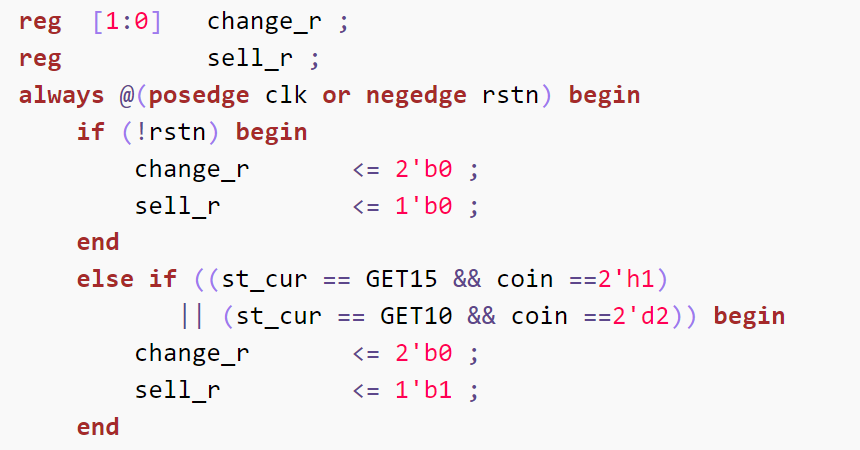 reg  [1:0]   change_r ;
reg          sell_r ;
always @(posedge clk or negedge rstn) begin
    if (!rstn) begin
        change_r       <= 2'b0 ;
        sell_r         <= 1'b0 ;
    end
    else if ((st_cur == GET15 && coin ==2'h1)
           || (st_cur == GET10 && coin ==2'd2)) begin
        change_r       <= 2'b0 ;
        sell_r         <= 1'b1 ;
    end